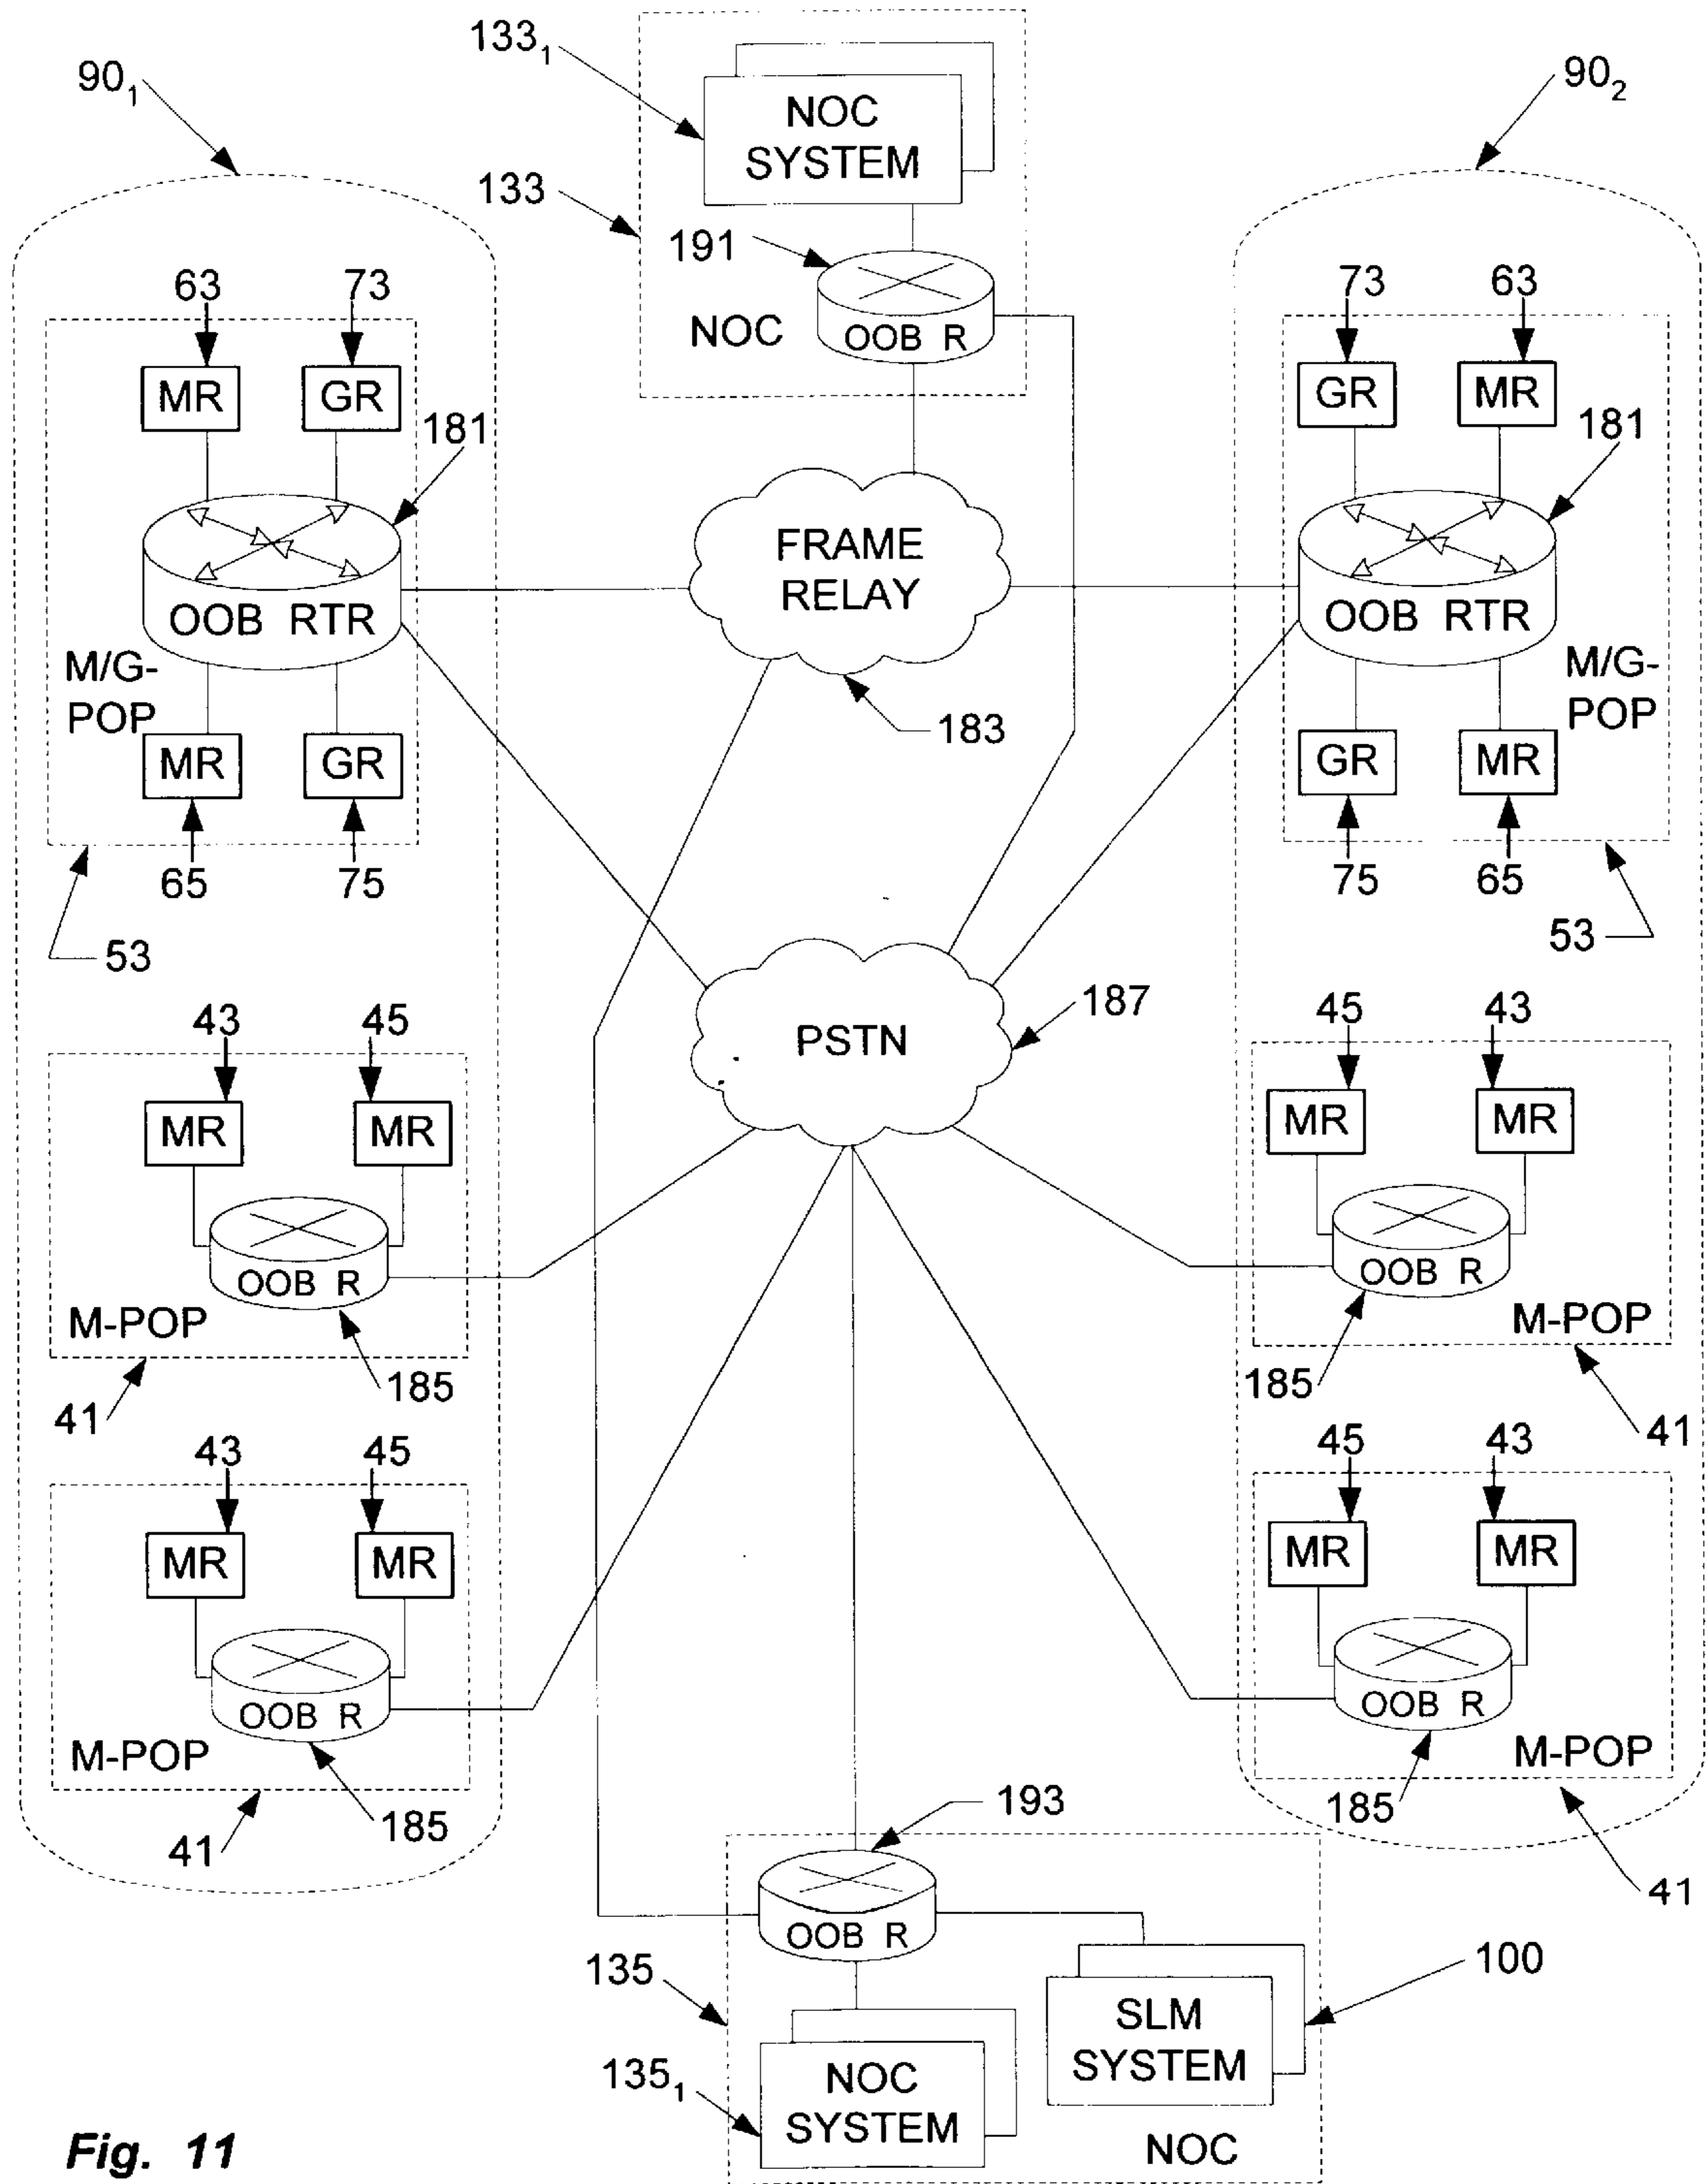 133₁
90₁
90₂
NOC
SYSTEM
133
191
NOC
OOB R
63
73
73
63
MR
GR
GR
MR
181
181
FRAME
RELAY
OOB RTR
OOB RTR
M/G-
POP
M/G-
POP
183
MR
GR
GR
MR
65
75
75
65
53
53
187
PSTN
43
45
45
43
MR
MR
MR
MR
OOB R
OOB R
M-POP
M-POP
185
185
41
41
43
45
45
43
MR
MR
MR
MR
OOB R
OOB R
M-POP
M-POP
185
185
41
41
193
OOB R
135
100
SLM
SYSTEM
135₁
NOC
SYSTEM
NOC
Fig. 11